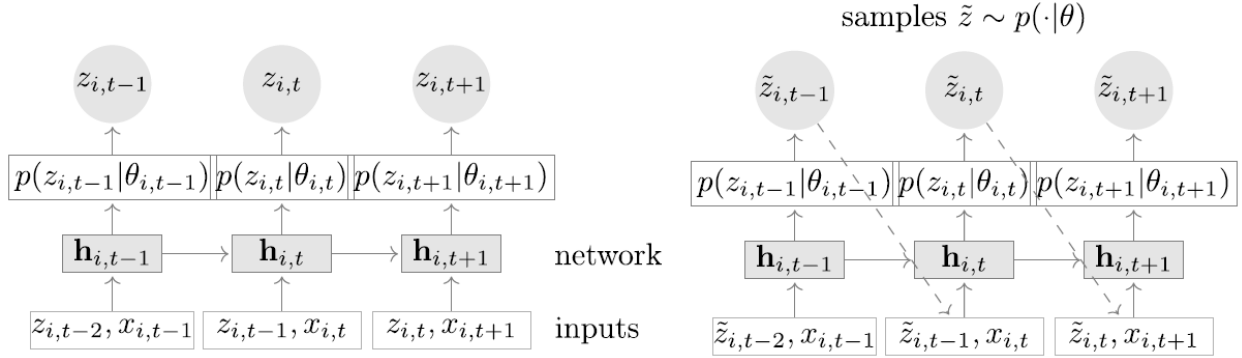 samples z̃ ∼ p(·|θ)
z_{i,t−1} z_{i,t} z_{i,t+1}
p(z_{i,t−1}|θ_{i,t−1}) p(z_{i,t}|θ_{i,t}) p(z_{i,t+1}|θ_{i,t+1})
h_{i,t−1} h_{i,t} h_{i,t+1} network
z_{i,t−2}, x_{i,t−1} z_{i,t−1}, x_{i,t} z_{i,t}, x_{i,t+1} inputs
z̃_{i,t−1} z̃_{i,t} z̃_{i,t+1}
p(z_{i,t−1}|θ_{i,t−1}) p(z_{i,t}|θ_{i,t}) p(z_{i,t+1}|θ_{i,t+1})
h_{i,t−1} h_{i,t} h_{i,t+1}
z̃_{i,t−2}, x_{i,t−1} z̃_{i,t−1}, x_{i,t} z̃_{i,t}, x_{i,t+1}